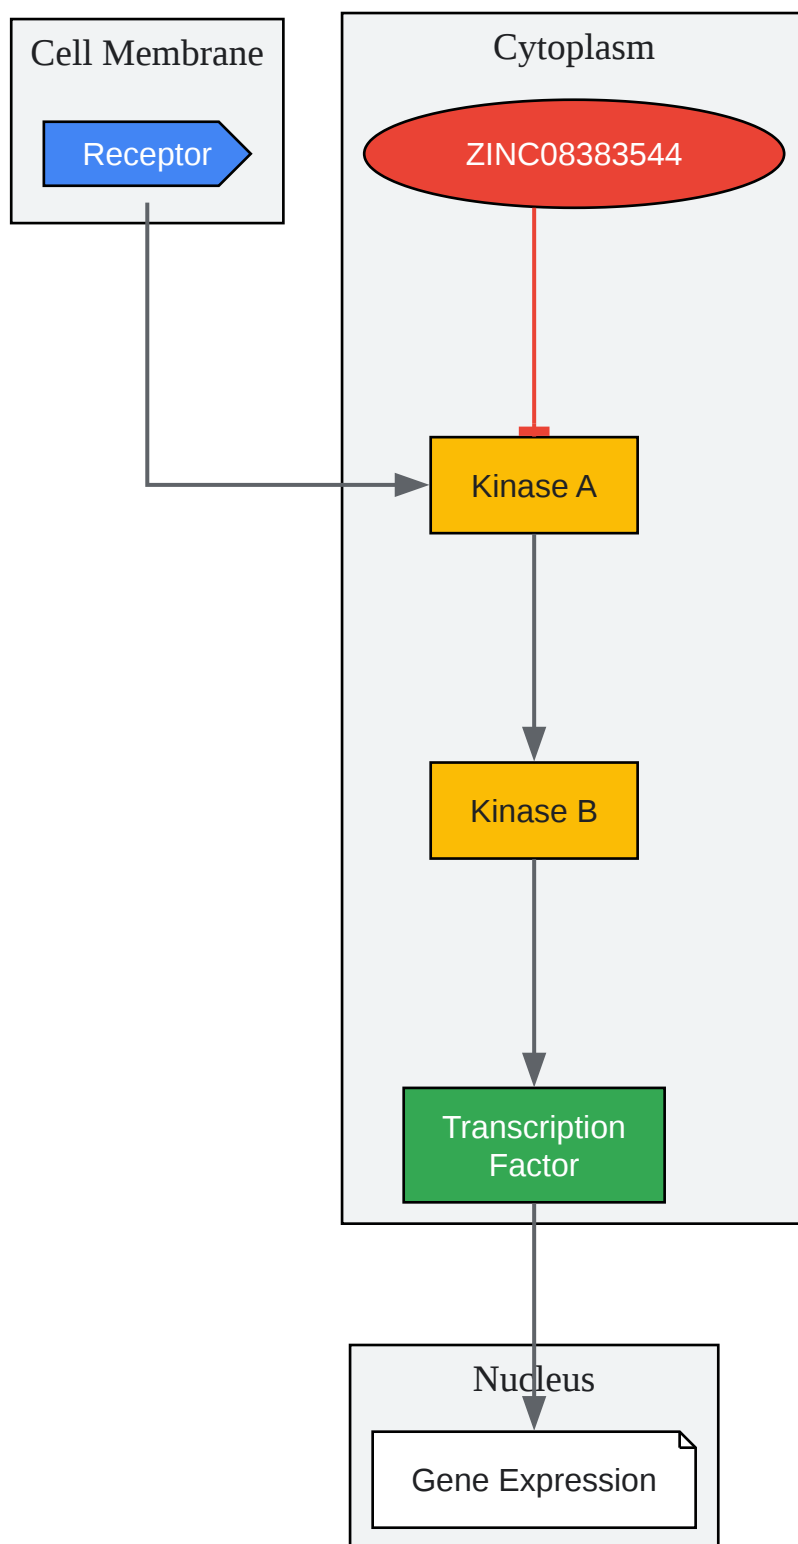 Cell Membrane
Receptor
Cytoplasm
ZINC08383544
Kinase A
Kinase B
Transcription
Factor
Nucleus
Gene Expression